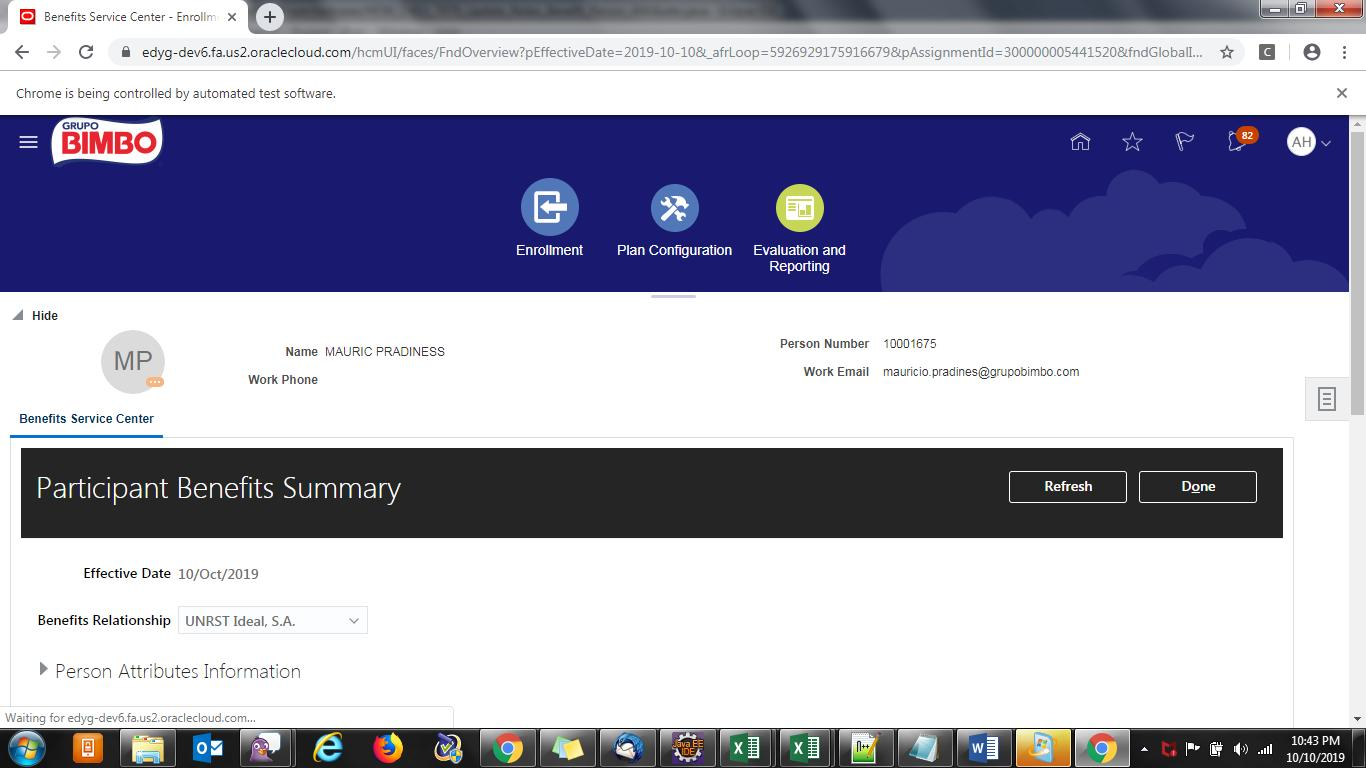 Benefits Service Center - Enrollm
edyg-dev6.fa.us2.oraclecloud.com/hcmUI/faces/FndOverview?pEffectiveDate=2019-10-10&_afrLoop=5926929175916679&pAssignmentId=300000005441520&fndGlobalI...
C
Chrome is being controlled by automated test software.
GRUPO
BIMBO
82
AH
Enrollment
Plan Configuration
Evaluation and
Reporting
Hide
MP
Name MAURIC PRADINESS
Work Phone
Person Number 10001675
Work Email mauricio.pradines@grupobimbo.com
Benefits Service Center
Participant Benefits Summary
Refresh
Done
Effective Date 10/Oct/2019
Benefits Relationship UNRST Ideal, S.A.
Person Attributes Information
Waiting for edyg-dev6.fa.us2.oraclecloud.com...
Java EE
IDE
10:43 PM
10/10/2019